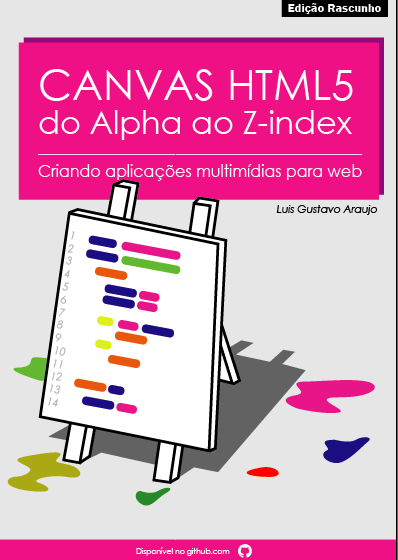 Edição Rascunho
CANVAS HTML5
do Alpha ao Z-index
Criando aplicações multimídias para web
Luis Gustavo Araujo
1
2
3
4
5
6
7
8
9
10
11
12
13
14
Disponível no github.com